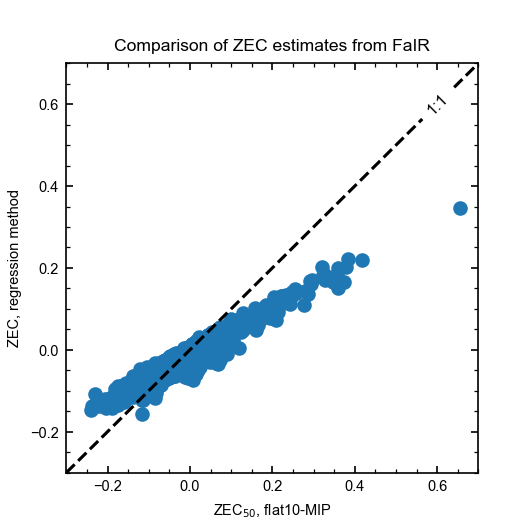 Comparison of ZEC estimates from FaIR
0.6
0.4
0.2
0.0
−0.2
ZEC, regression method
1:1
−0.2 0.0 0.2 0.4 0.6
ZEC₅₀, flat10-MIP